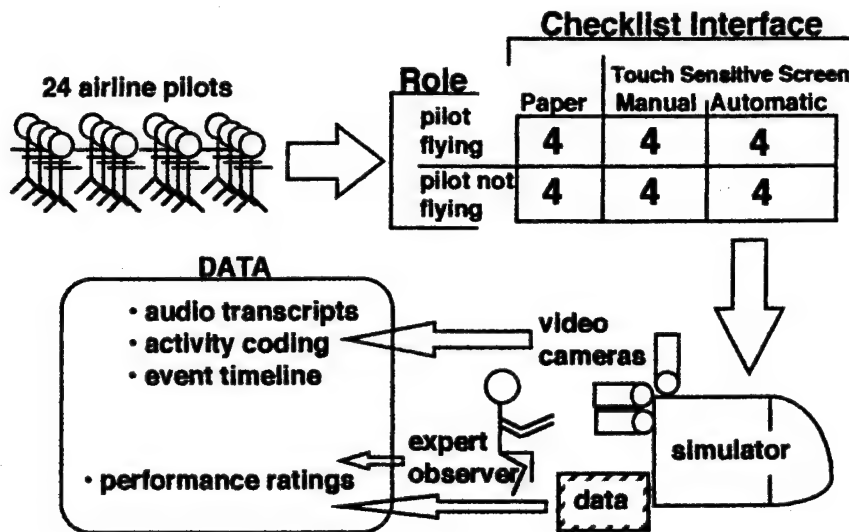 Checklist Interface
24 airline pilots
Role
Touch Sensitive Screen
Paper Manual Automatic
pilot
flying
4 4 4
pilot not
flying
4 4 4
DATA
• audio transcripts
• activity coding
• event timeline
video
cameras
expert
observer
• performance ratings
data
simulator